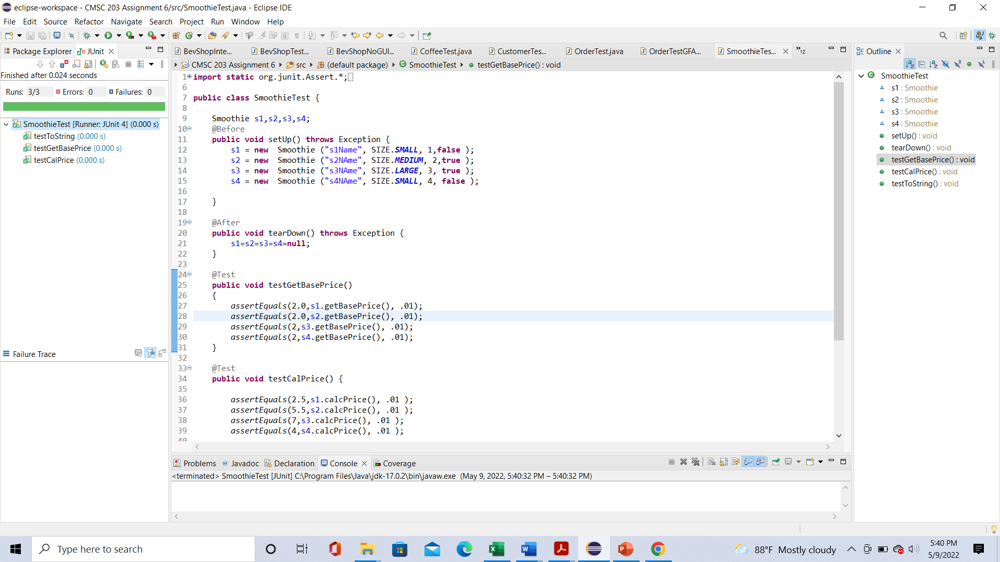 eclipse-workspace - CMSC 203 Assignment 6/src/SmoothieTest.java - Eclipse IDE
File Edit Source Refactor Navigate Search Project Run Window Help
Package Explorer JUnit
Finished after 0.024 seconds
Runs: 3/3 Errors: 0 Failures: 0
SmoothieTest [Runner: JUnit 4] (0.000 s)
testToString (0.000 s)
testGetBasePrice (0.000 s)
testCalPrice (0.000 s)
Failure Trace
BevShopInte... BevShopTest... BevShopNoGUI... CoffeeTest.java CustomerTes... OrderTest.java OrderTestGFA... SmoothieTes... 12
CMSC 203 Assignment 6 src (default package) SmoothieTest testGetBasePrice() : void
1 import static org.junit.Assert.*;
6
7 public class SmoothieTest {
8
9 Smoothie s1,s2,s3,s4;
10 @Before
11 public void setUp() throws Exception {
12 s1 = new  Smoothie ("s1Name", SIZE.SMALL, 1,false );
13 s2 = new  Smoothie ("s2NAme", SIZE.MEDIUM, 2,true );
14 s3 = new  Smoothie ("s3NAme", SIZE.LARGE, 3, true );
15 s4 = new  Smoothie ("s4NAme", SIZE.SMALL, 4, false );
16
17 }
18
19 @After
20 public void tearDown() throws Exception {
21 s1=s2=s3=s4=null;
22 }
23
24 @Test
25 public void testGetBasePrice()
26 {
27 assertEquals(2.0,s1.getBasePrice(), .01);
28 assertEquals(2.0,s2.getBasePrice(), .01);
29 assertEquals(2,s3.getBasePrice(), .01);
30 assertEquals(2,s4.getBasePrice(), .01);
31 }
32
33 @Test
34 public void testCalPrice() {
35
36 assertEquals(2.5,s1.calcPrice(), .01 );
37 assertEquals(5.5,s2.calcPrice(), .01 );
38 assertEquals(7,s3.calcPrice(), .01 );
39 assertEquals(4,s4.calcPrice(), .01 );
40
Problems Javadoc Declaration Console Coverage
<terminated> SmoothieTest [JUnit] C:\Program Files\Java\jdk-17.0.2\bin\javaw.exe (May 9, 2022, 5:40:32 PM – 5:40:32 PM)
Outline
SmoothieTest
s1 : Smoothie
s2 : Smoothie
s3 : Smoothie
s4 : Smoothie
setUp() : void
tearDown() : void
testGetBasePrice() : void
testCalPrice() : void
testToString() : void
Type here to search
88°F Mostly cloudy
5:40 PM
5/9/2022